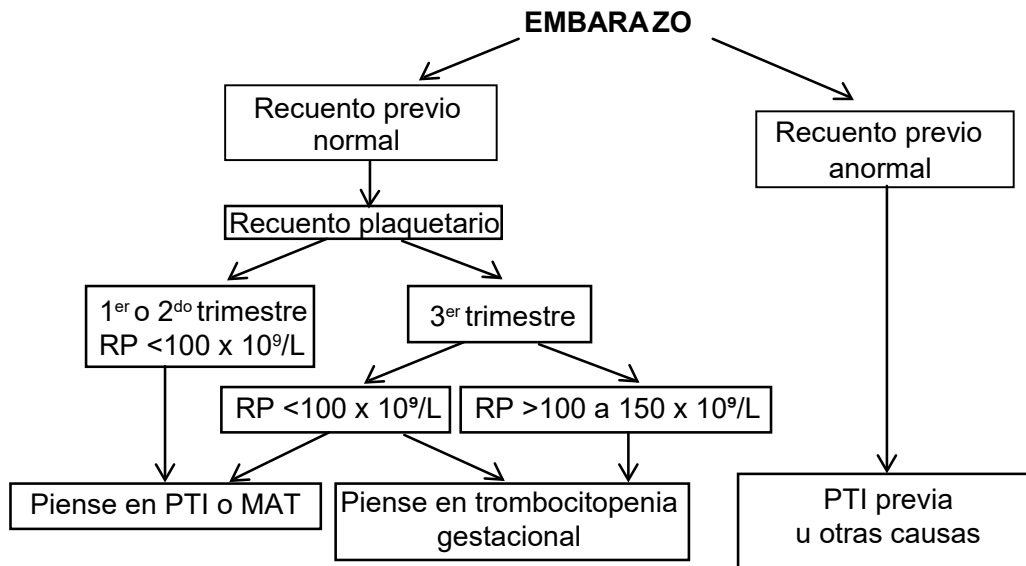 EMBARAZO
Recuento previo
normal
Recuento previo
anormal
Recuento plaquetario
1er o 2do trimestre
RP <100 x 10⁹/L
3er trimestre
RP <100 x 10⁹/L
RP >100 a 150 x 10⁹/L
Piense en PTI o MAT
Piense en trombocitopenia
gestacional
PTI previa
u otras causas